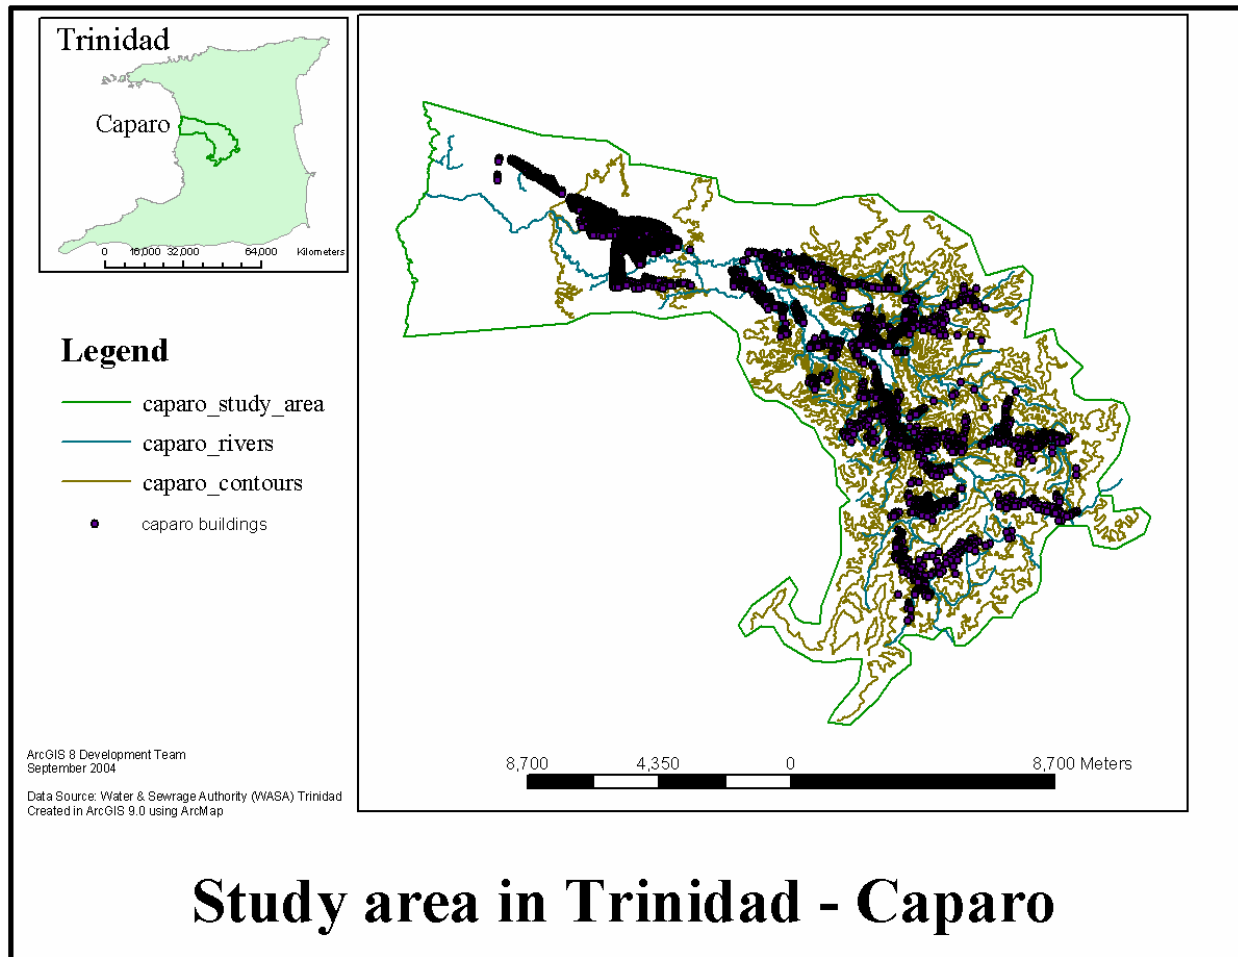 Trinidad
Caparo
0 16,000 32,000 64,000 Kilometers
Legend
caparo_study_area
caparo_rivers
caparo_contours
caparo buildings
ArcGIS 8 Development Team
September 2004
Data Source: Water & Sewrage Authority (WASA) Trinidad
Created in ArcGIS 9.0 using ArcMap
8,700 4,350 0 8,700 Meters
Study area in Trinidad - Caparo